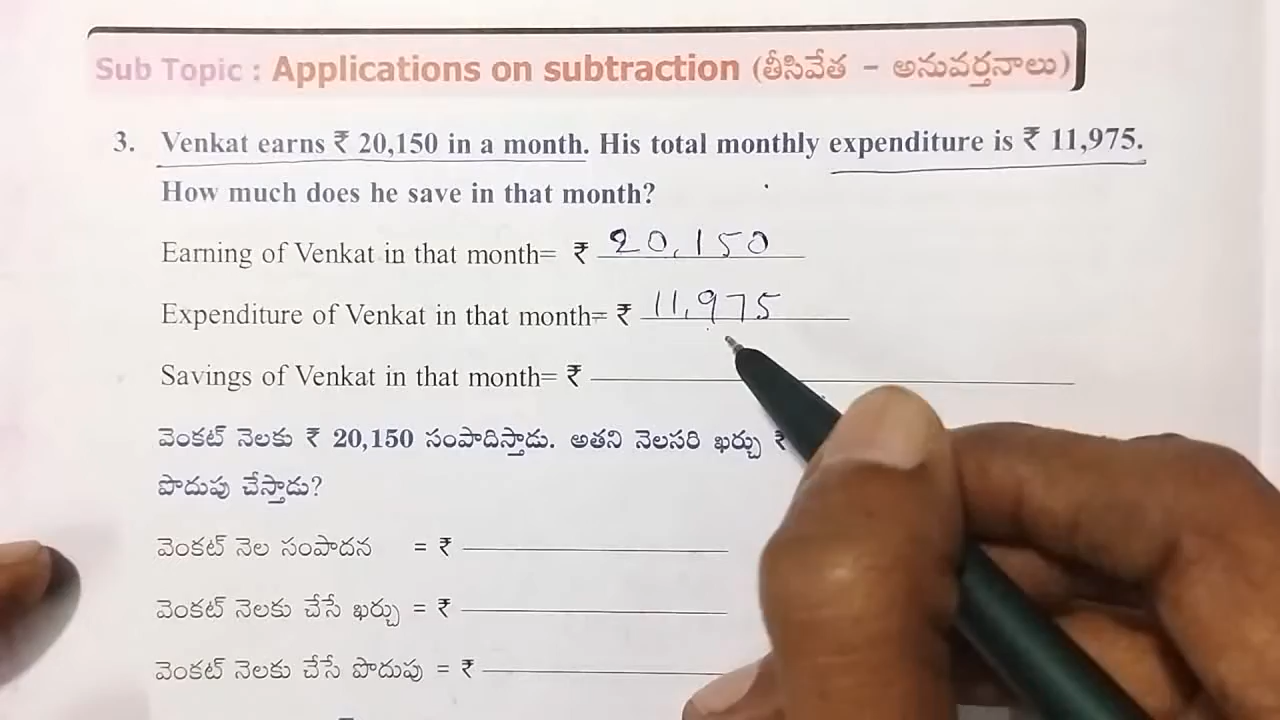 Sub Topic : Applications on subtraction (తీసివేత - అనువర్తనాలు)
3. Venkat earns ₹ 20,150 in a month. His total monthly expenditure is ₹ 11,975.
How much does he save in that month?
Earning of Venkat in that month= ₹ 20,150
Expenditure of Venkat in that month= ₹ 11,975
Savings of Venkat in that month= ₹
వెంకట్ నెలకు ₹ 20,150 సంపాదిస్తాడు. అతని నెలసరి ఖర్చు ₹
పొదుపు చేస్తాడు?
వెంకట్ నెల సంపాదన = ₹
వెంకట్ నెలకు చేసే ఖర్చు = ₹
వెంకట్ నెలకు చేసే పొదుపు = ₹